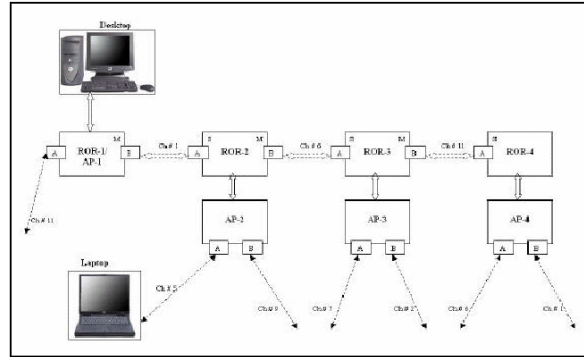 Desktop
S M S M S
M
A ROR-1/ B Ch# 1 A ROR-2 B Ch# 6 A ROR-3 B Ch# 11 A ROR-4
AP-1
Ch# 11
AP-2 AP-3 AP-4
A B A B A B
Laptop
Ch# 5 Ch# 9 Ch# 7 Ch# 2 Ch# 6 Ch# 1